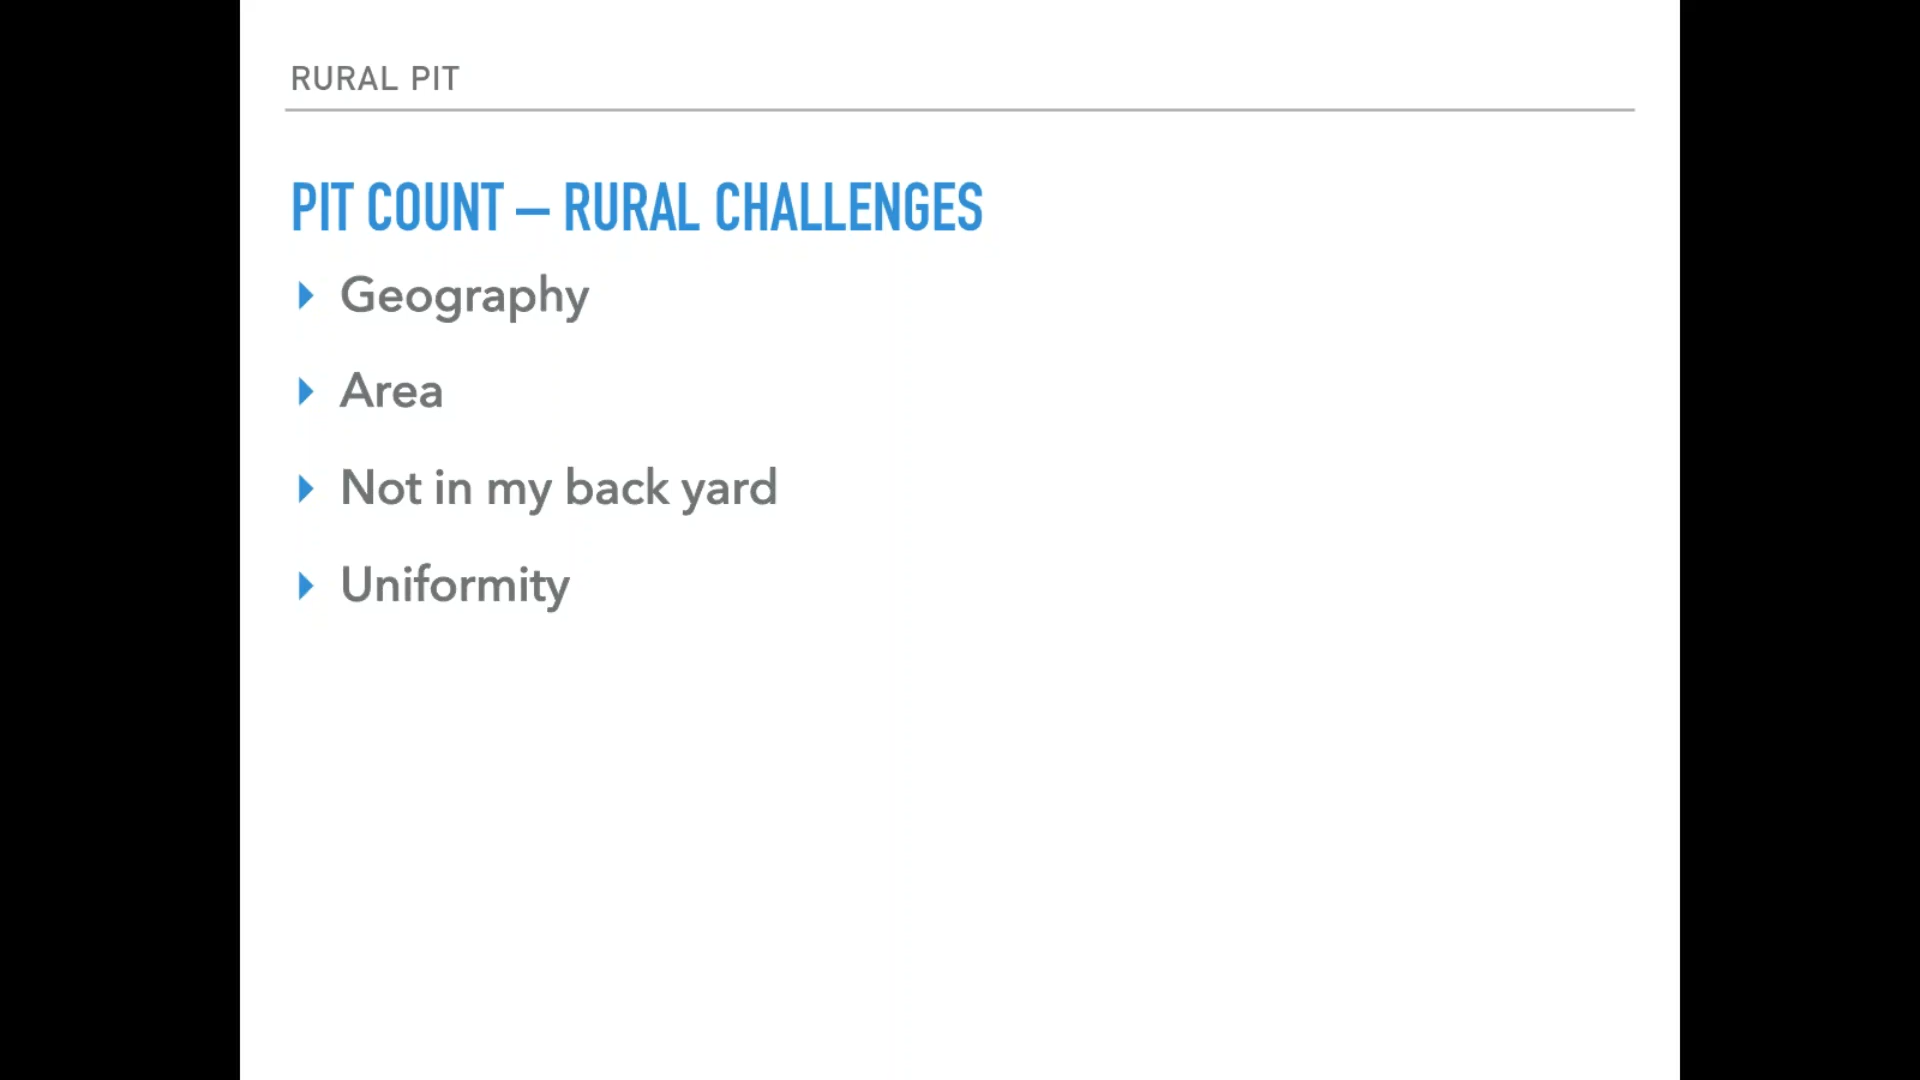 RURAL PIT
PIT COUNT – RURAL CHALLENGES
Geography
Area
Not in my back yard
Uniformity